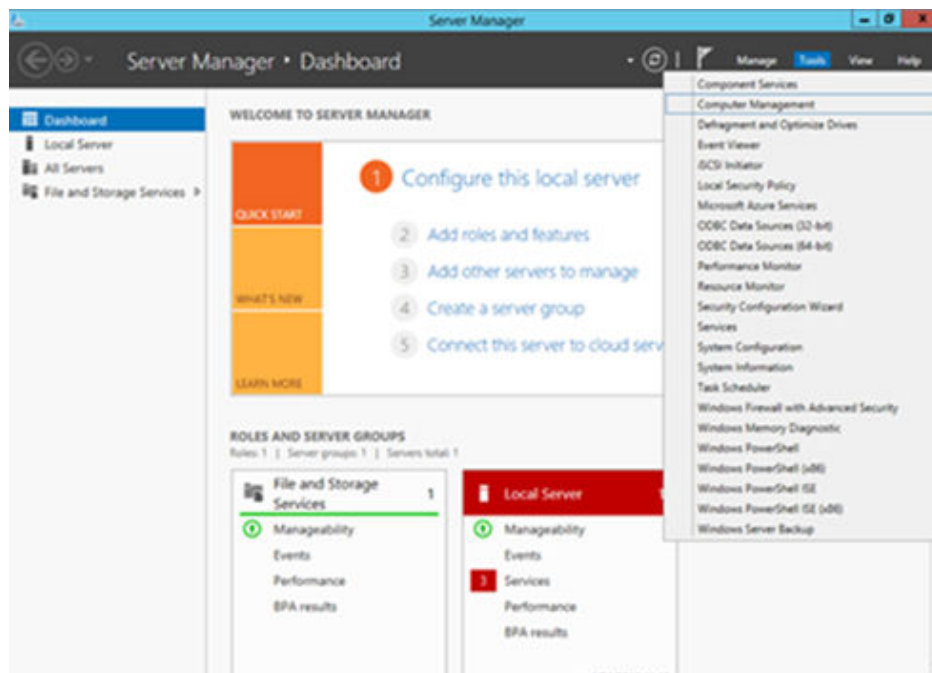 Server Manager
Server Manager • Dashboard
Manage Tools View Help
Dashboard
Local Server
All Servers
File and Storage Services
WELCOME TO SERVER MANAGER
QUICK START
WHAT'S NEW
LEARN MORE
1 Configure this local server
2 Add roles and features
3 Add other servers to manage
4 Create a server group
5 Connect this server to cloud serv
Component Services
Computer Management
Defragment and Optimize Drives
Event Viewer
iSCSI Initiator
Local Security Policy
Microsoft Azure Services
ODBC Data Sources (32-bit)
ODBC Data Sources (64-bit)
Performance Monitor
Resource Monitor
Security Configuration Wizard
Services
System Configuration
System Information
Task Scheduler
Windows Firewall with Advanced Security
Windows Memory Diagnostic
Windows PowerShell
Windows PowerShell (x86)
Windows PowerShell ISE
Windows PowerShell ISE (x86)
Windows Server Backup
ROLES AND SERVER GROUPS
Roles: 1 | Server groups: 1 | Servers total: 1
File and Storage
Services
1
Manageability
Events
Performance
BPA results
Local Server
1
Manageability
Events
3 Services
Performance
BPA results